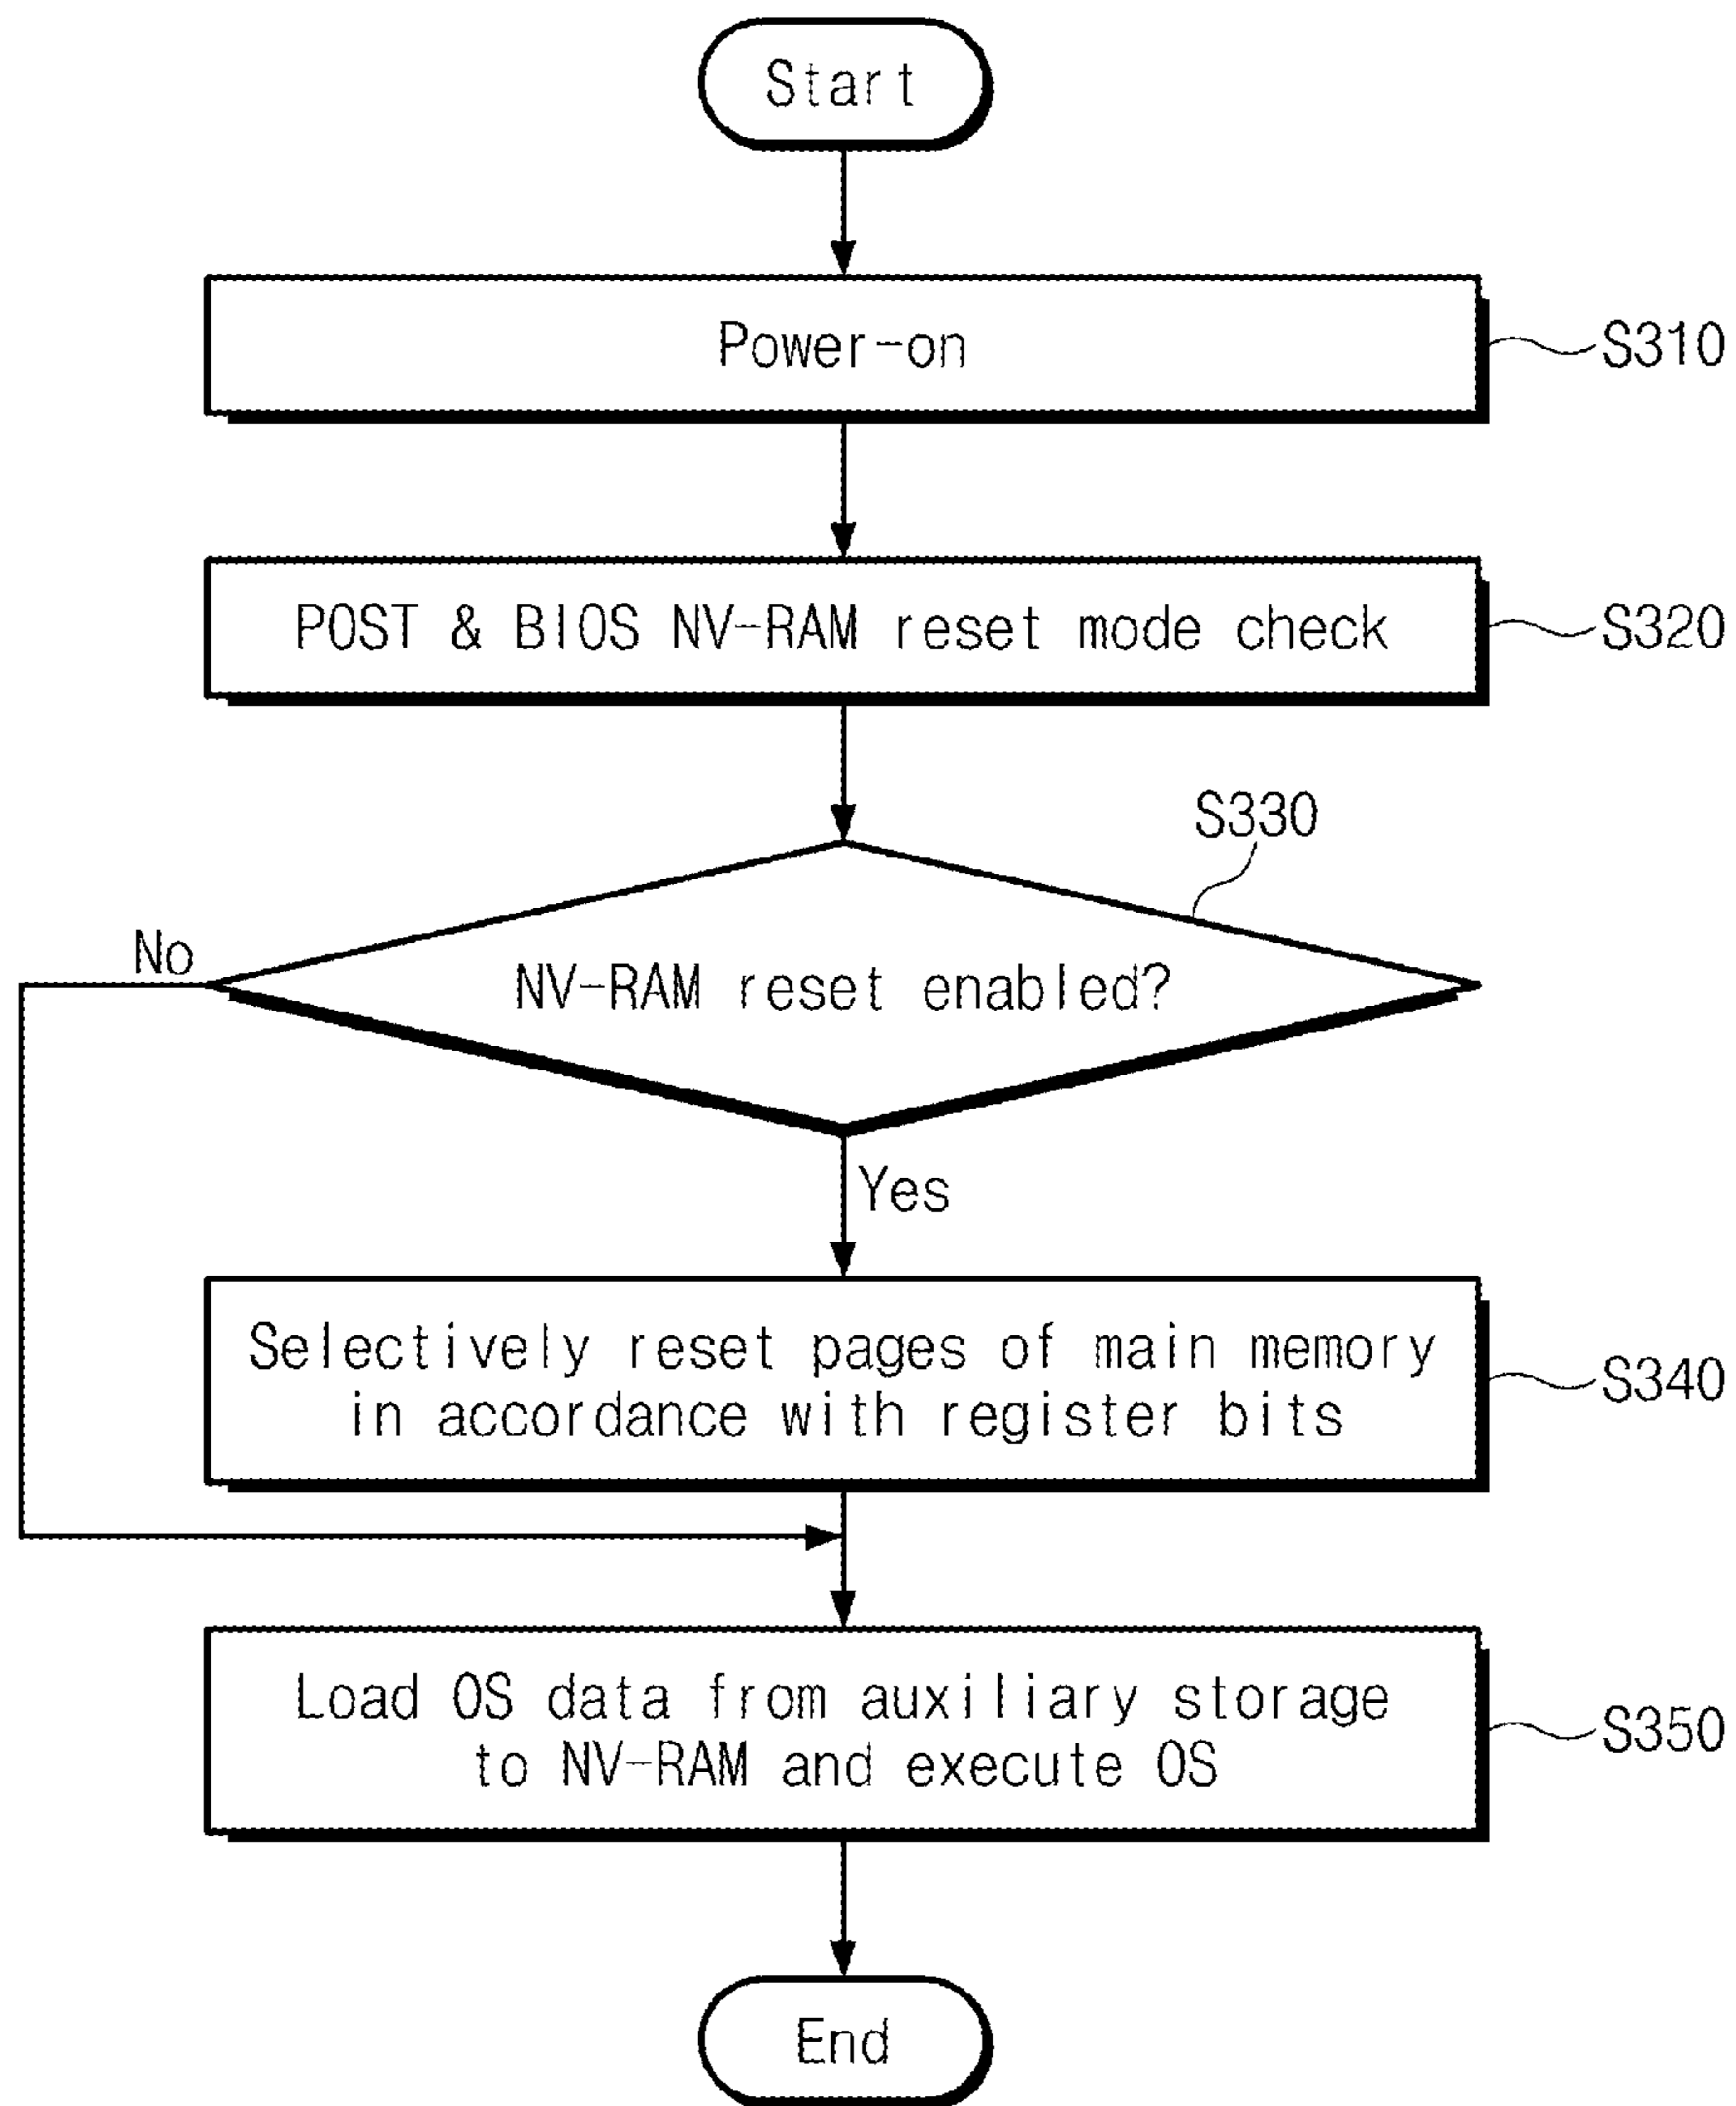 Start
Power-on
S310
POST & BIOS NV-RAM reset mode check
S320
S330
No
NV-RAM reset enabled?
Yes
Selectively reset pages of main memory
in accordance with register bits
S340
Load OS data from auxiliary storage
to NV-RAM and execute OS
S350
End